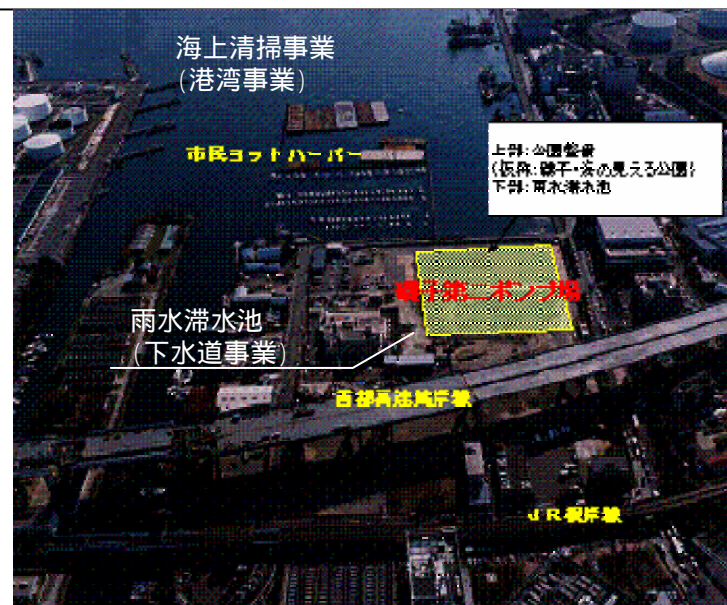 海上清掃事業
(港湾事業)
市民ヨットハーバー
上部:公園整備
(仮称:磯子・海の見える公園)
下部:雨水滞水池
磯子第二ポンプ場
雨水滞水池
(下水道事業)
首都高速湾岸線
JR根岸線